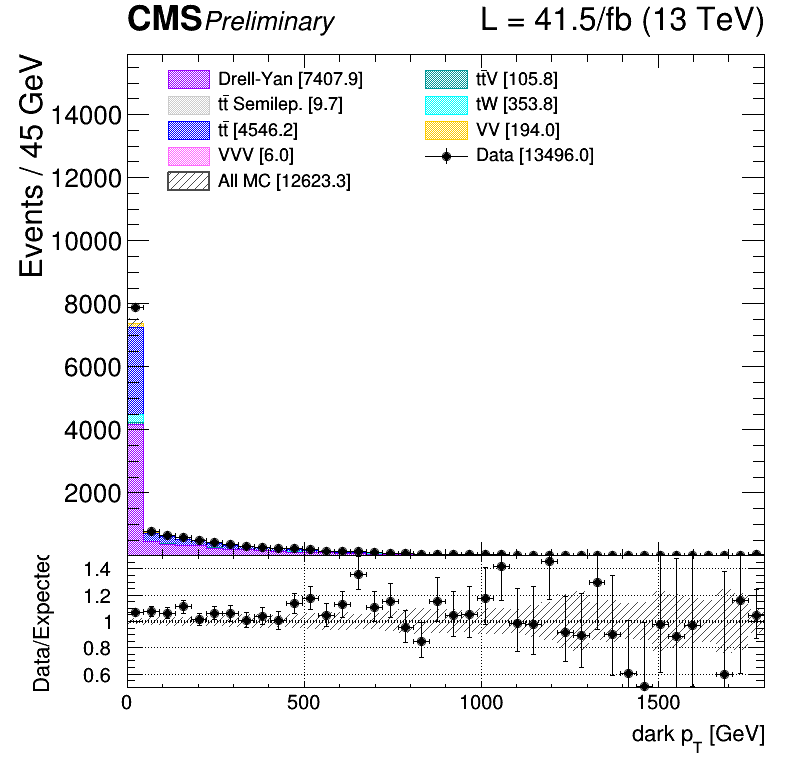 CMS Preliminary L = 41.5/fb (13 TeV)
Events / 45 GeV
Drell-Yan [7407.9]
tt̄ Semilep. [9.7]
tt̄ [4546.2]
VVV [6.0]
All MC [12623.3]
tt̄V [105.8]
tW [353.8]
VV [194.0]
Data [13496.0]
14000
12000
10000
8000
6000
4000
2000
Data/Expected
1.4
1.2
1
0.8
0.6
0 500 1000 1500
dark p_T [GeV]